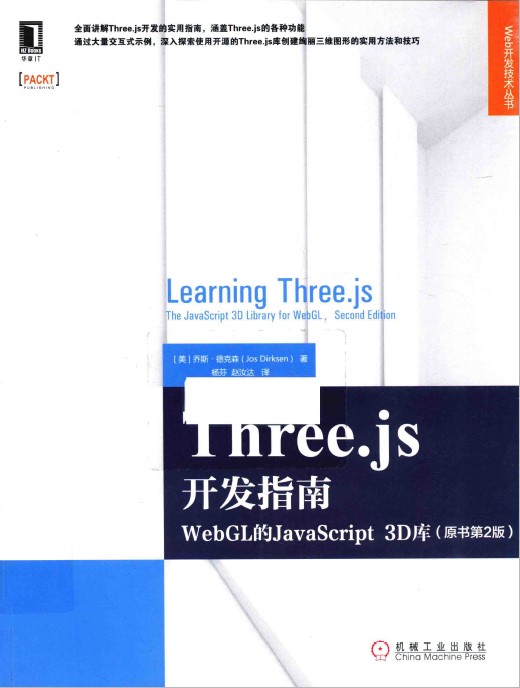 全面讲解Three.js开发的实用指南，涵盖Three.js的各种功能
通过大量交互式示例，深入探索使用开源的Three.js库创建绚丽三维图形的实用方法和技巧
HZ BOOKS
华章IT
[PACKT]
PUBLISHING
Web开发技术丛书
Learning Three.js
The JavaScript 3D Library for WebGL，Second Edition
[美]乔斯·德克森（Jos Dirksen）著
杨芬 赵汝达 译
Three.js
开发指南
WebGL的JavaScript 3D库（原书第2版）
机械工业出版社
China Machine Press